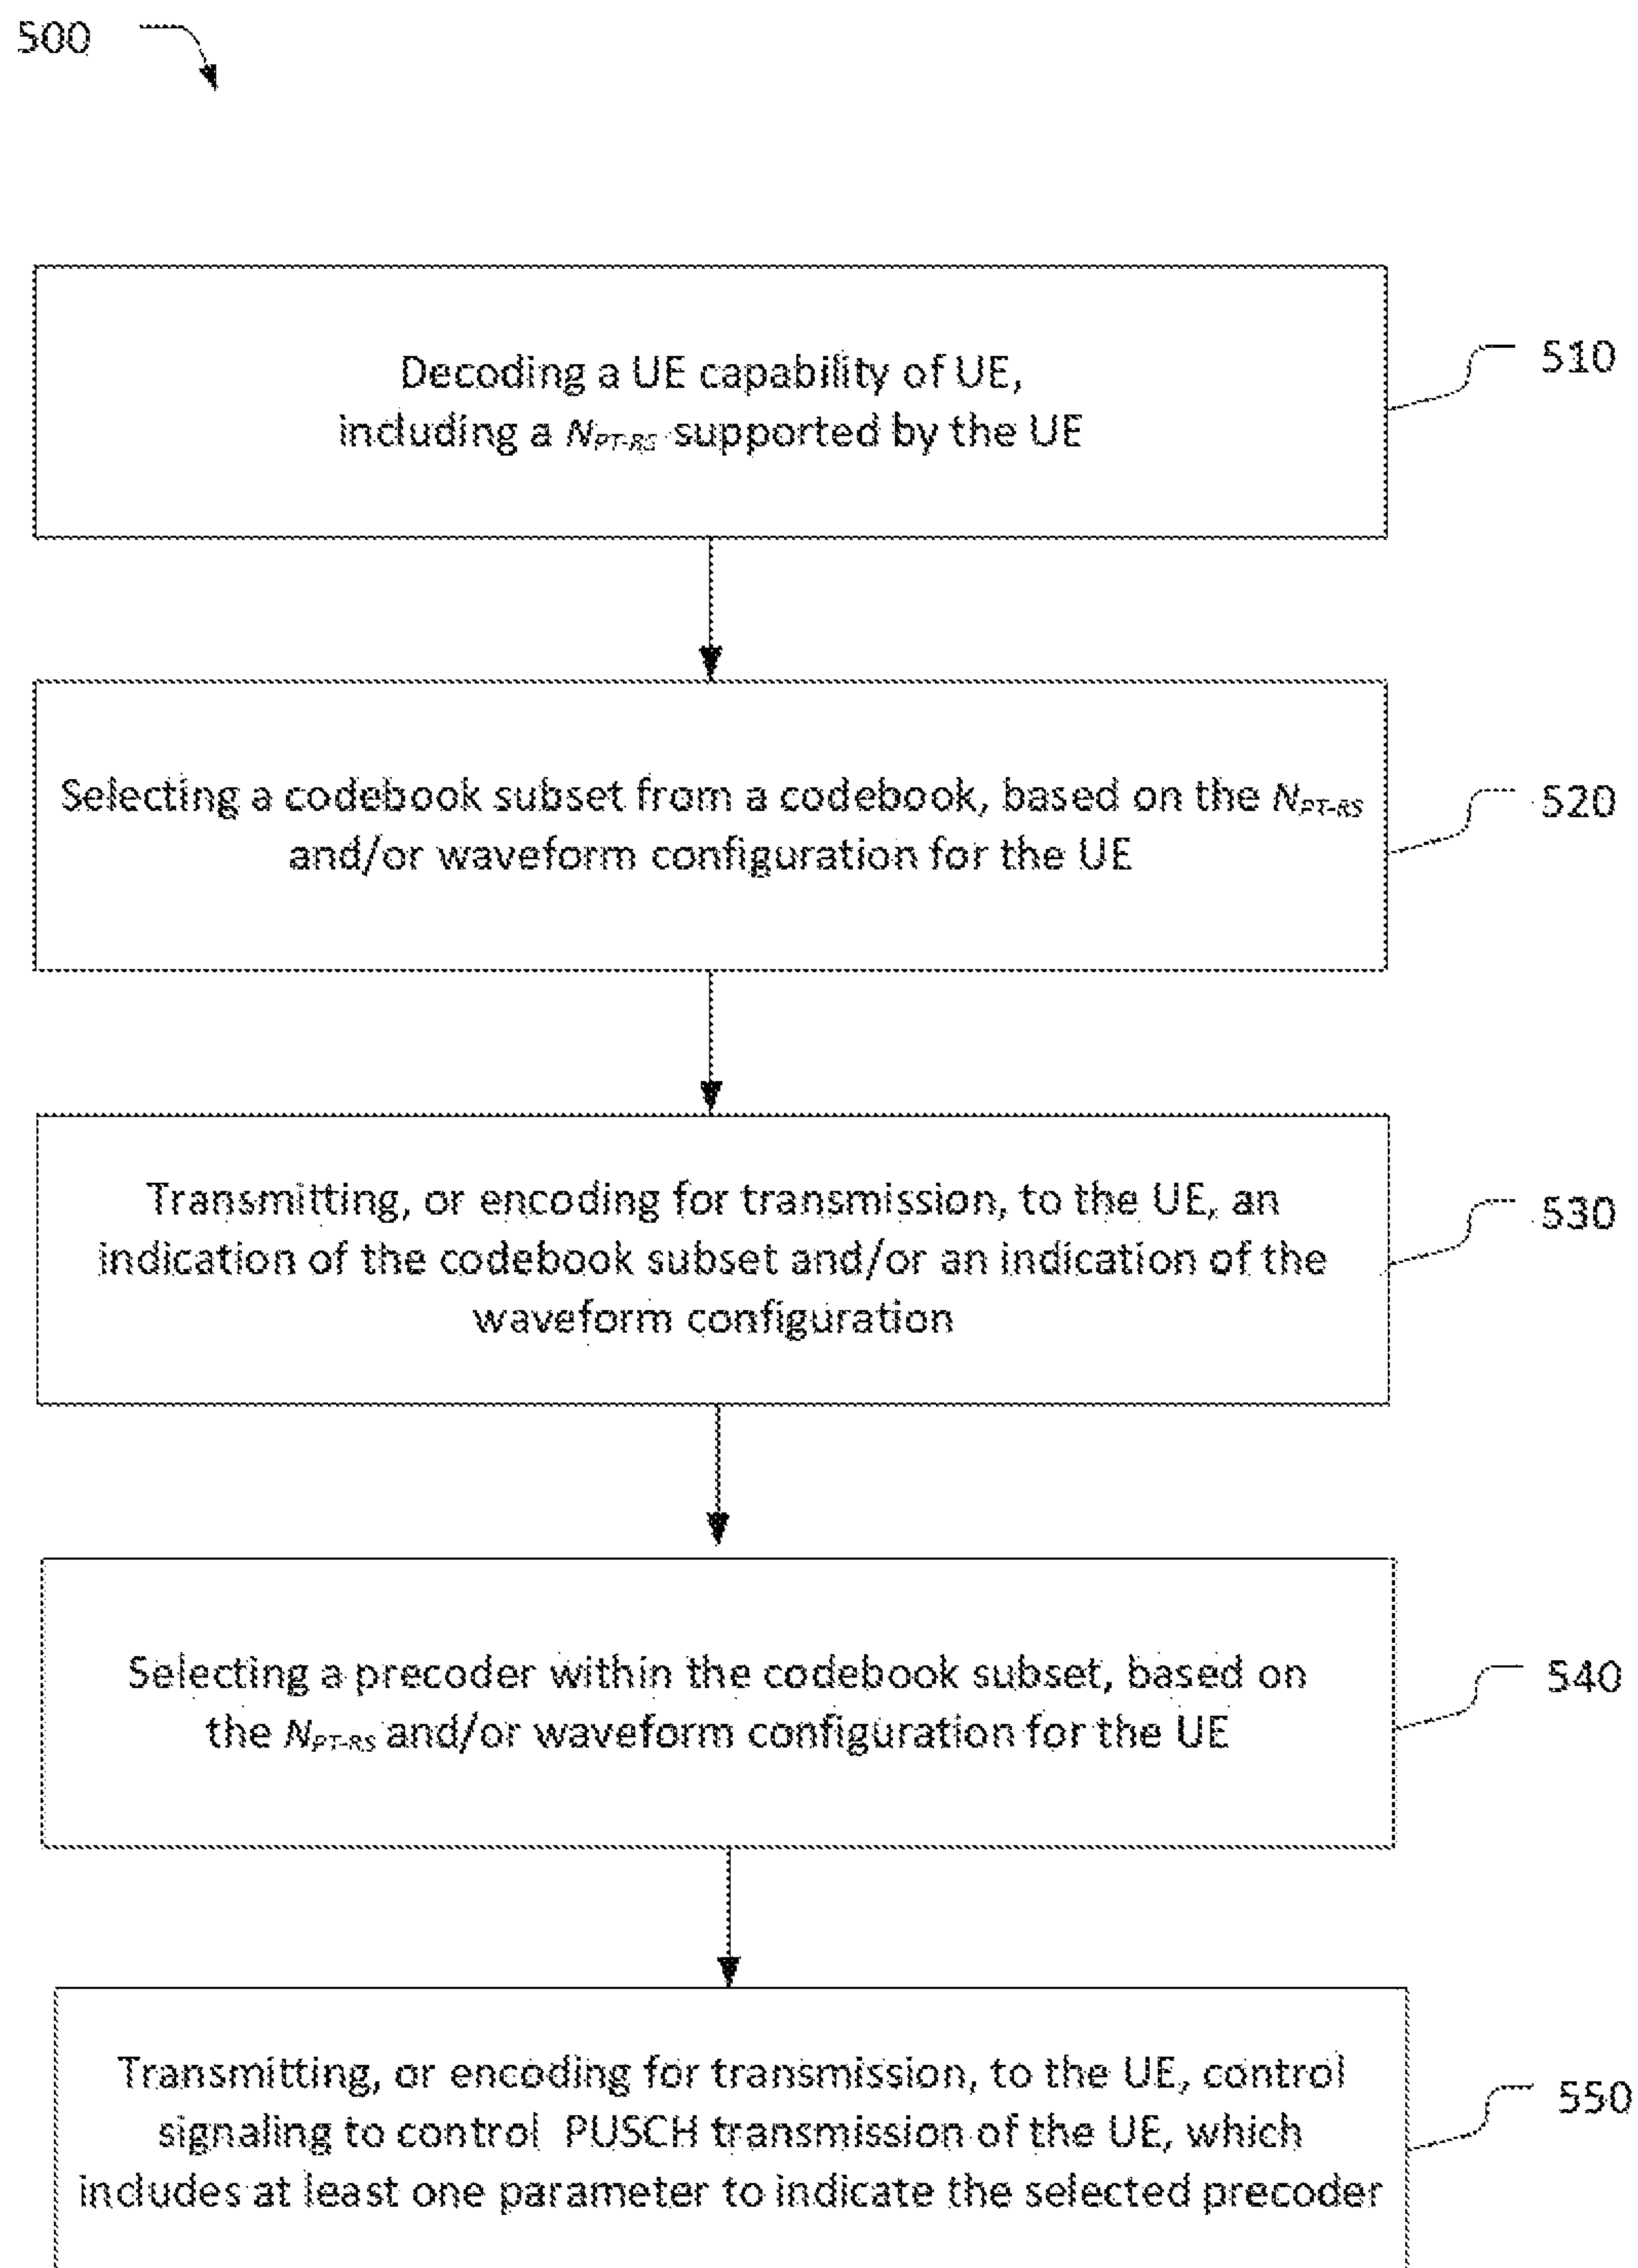 500
Decoding a UE capability of UE,
including a N_PT-RS supported by the UE
510
Selecting a codebook subset from a codebook, based on the N_PT-RS
and/or waveform configuration for the UE
520
Transmitting, or encoding for transmission, to the UE, an
indication of the codebook subset and/or an indication of the
waveform configuration
530
Selecting a precoder within the codebook subset, based on
the N_PT-RS and/or waveform configuration for the UE
540
Transmitting, or encoding for transmission, to the UE, control
signaling to control PUSCH transmission of the UE, which
includes at least one parameter to indicate the selected precoder
550